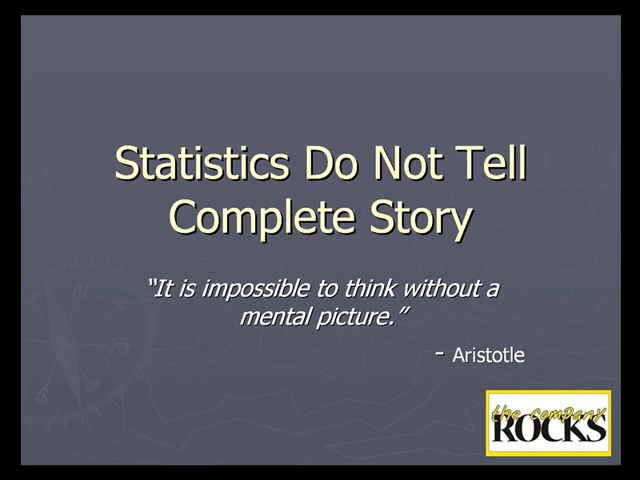 Statistics Do Not Tell
Complete Story
“It is impossible to think without a
mental picture.”
- Aristotle
N
m
S
the company
ROCKS